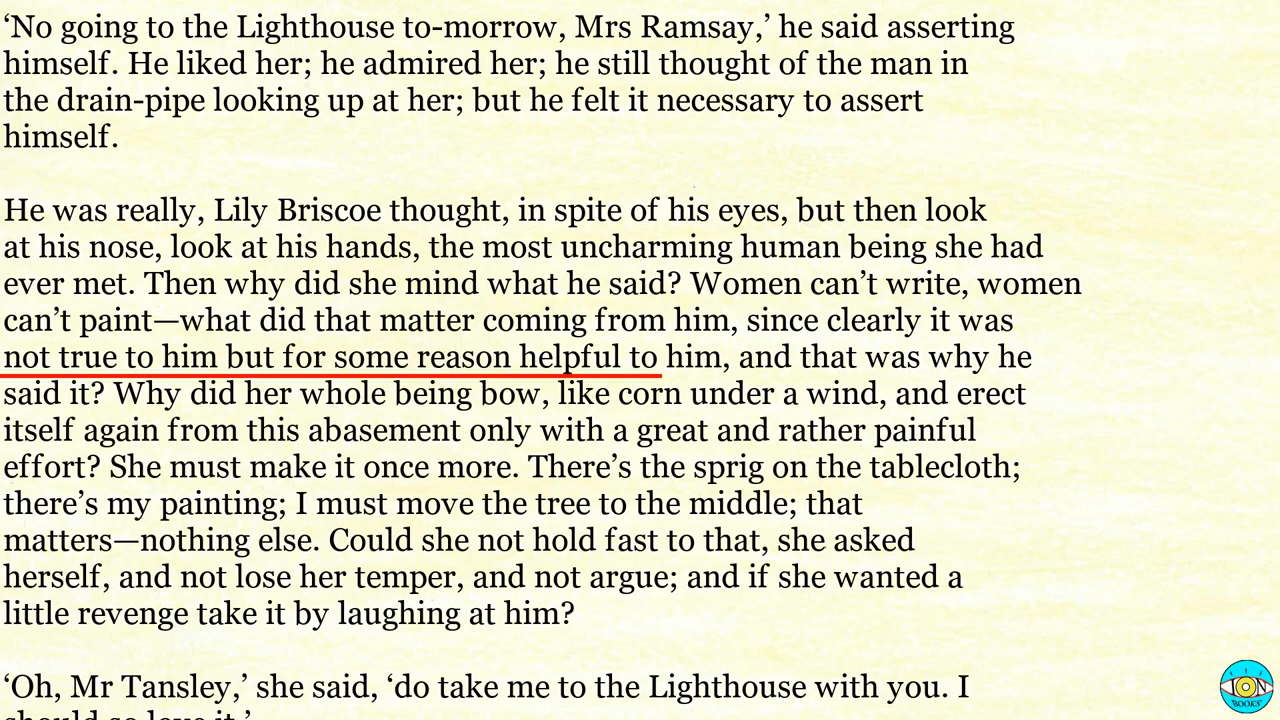 ‘No going to the Lighthouse to-morrow, Mrs Ramsay,’ he said asserting
himself. He liked her; he admired her; he still thought of the man in
the drain-pipe looking up at her; but he felt it necessary to assert
himself.
He was really, Lily Briscoe thought, in spite of his eyes, but then look
at his nose, look at his hands, the most uncharming human being she had
ever met. Then why did she mind what he said? Women can’t write, women
can’t paint—what did that matter coming from him, since clearly it was
not true to him but for some reason helpful to him, and that was why he
said it? Why did her whole being bow, like corn under a wind, and erect
itself again from this abasement only with a great and rather painful
effort? She must make it once more. There’s the sprig on the tablecloth;
there’s my painting; I must move the tree to the middle; that
matters—nothing else. Could she not hold fast to that, she asked
herself, and not lose her temper, and not argue; and if she wanted a
little revenge take it by laughing at him?
‘Oh, Mr Tansley,’ she said, ‘do take me to the Lighthouse with you. I
should so love it.’
ION
BOOKS